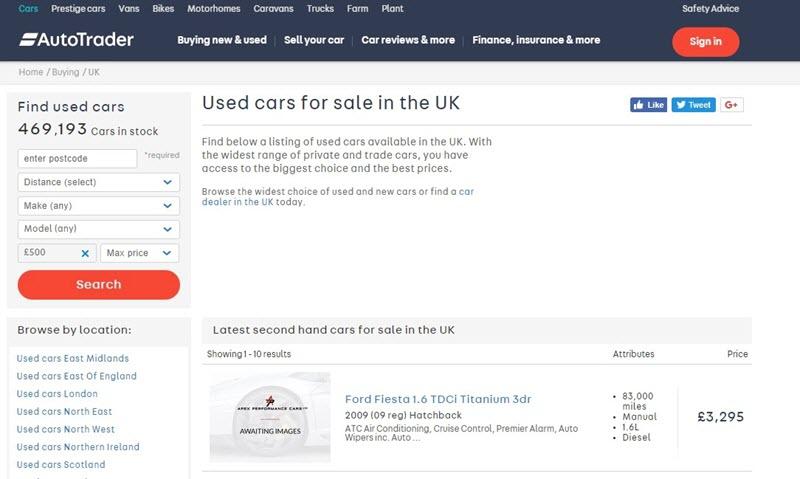 Cars Prestige cars Vans Bikes Motorhomes Caravans Trucks Farm Plant Safety Advice
AutoTrader Buying new & used Sell your car Car reviews & more Finance, insurance & more Sign in
Home / Buying / UK
Find used cars
469,193 Cars in stock
enter postcode *required
Distance (select)
Make (any)
Model (any)
£500 Max price
Search
Used cars for sale in the UK
Like Tweet G+
Find below a listing of used cars available in the UK. With
the widest range of private and trade cars, you have
access to the biggest choice and the best prices.
Browse the widest choice of used and new cars or find a car
dealer in the UK today.
Browse by location:
Used cars East Midlands
Used cars East Of England
Used cars London
Used cars North East
Used cars North West
Used cars Northern Ireland
Used cars Scotland
Latest second hand cars for sale in the UK
Showing 1 - 10 results Attributes Price
APEX PERFORMANCE CARS
AWAITING IMAGES
Ford Fiesta 1.6 TDCi Titanium 3dr
2009 (09 reg) Hatchback
ATC Air Conditioning, Cruise Control, Premier Alarm, Auto
Wipers inc. Auto ...
• 83,000
miles
• Manual
• 1.6L
• Diesel
£3,295